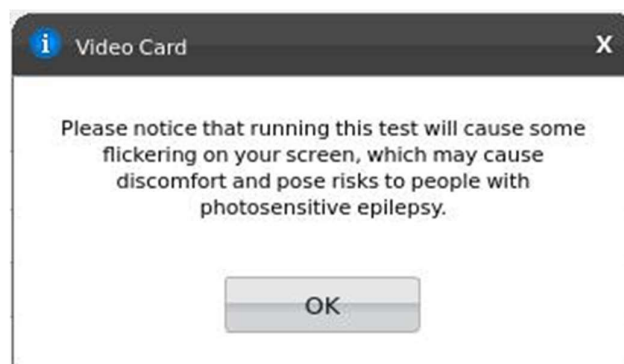 Video Card
X
Please notice that running this test will cause some
flickering on your screen, which may cause
discomfort and pose risks to people with
photosensitive epilepsy.
OK